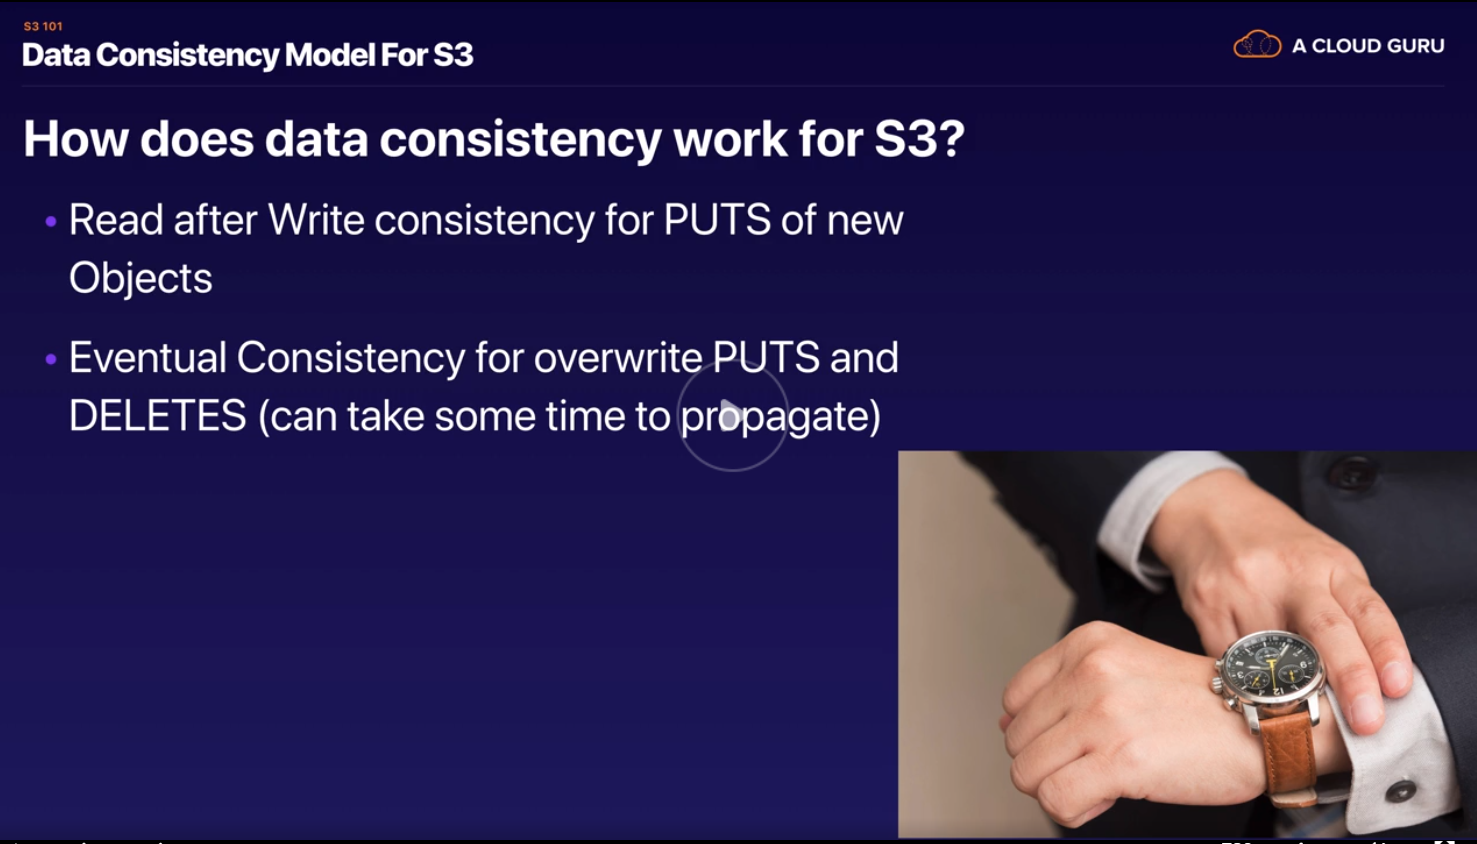 S3 101
Data Consistency Model For S3
A CLOUD GURU
How does data consistency work for S3?
• Read after Write consistency for PUTS of new
Objects
• Eventual Consistency for overwrite PUTS and
DELETES (can take some time to propagate)